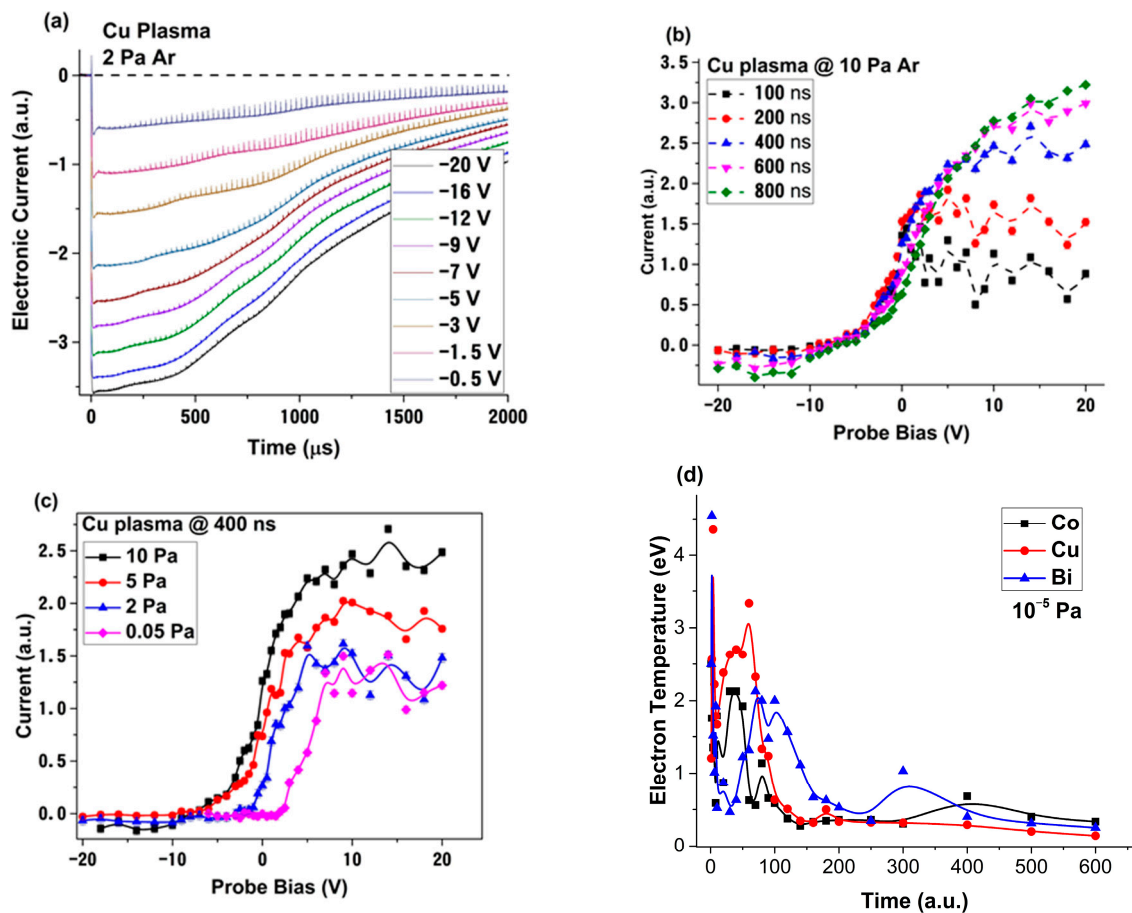 (a)
Cu Plasma
2 Pa Ar
0
−1
−2
−3
Electronic Current (a.u.)
−20 V
−16 V
−12 V
−9 V
−7 V
−5 V
−3 V
−1.5 V
−0.5 V
0 500 1000 1500 2000
Time (μs)
(b)
Cu plasma @ 10 Pa Ar
100 ns
200 ns
400 ns
600 ns
800 ns
3.5
3.0
2.5
2.0
1.5
1.0
0.5
0.0
Current (a.u.)
−20 −10 0 10 20
Probe Bias (V)
(c)
Cu plasma @ 400 ns
10 Pa
5 Pa
2 Pa
0.05 Pa
2.5
2.0
1.5
1.0
0.5
0.0
Current (a.u.)
−20 −10 0 10 20
Probe Bias (V)
(d)
Co
Cu
Bi
10⁻⁵ Pa
4
3
2
1
0
Electron Temperature (eV)
0 100 200 300 400 500 600
Time (a.u.)